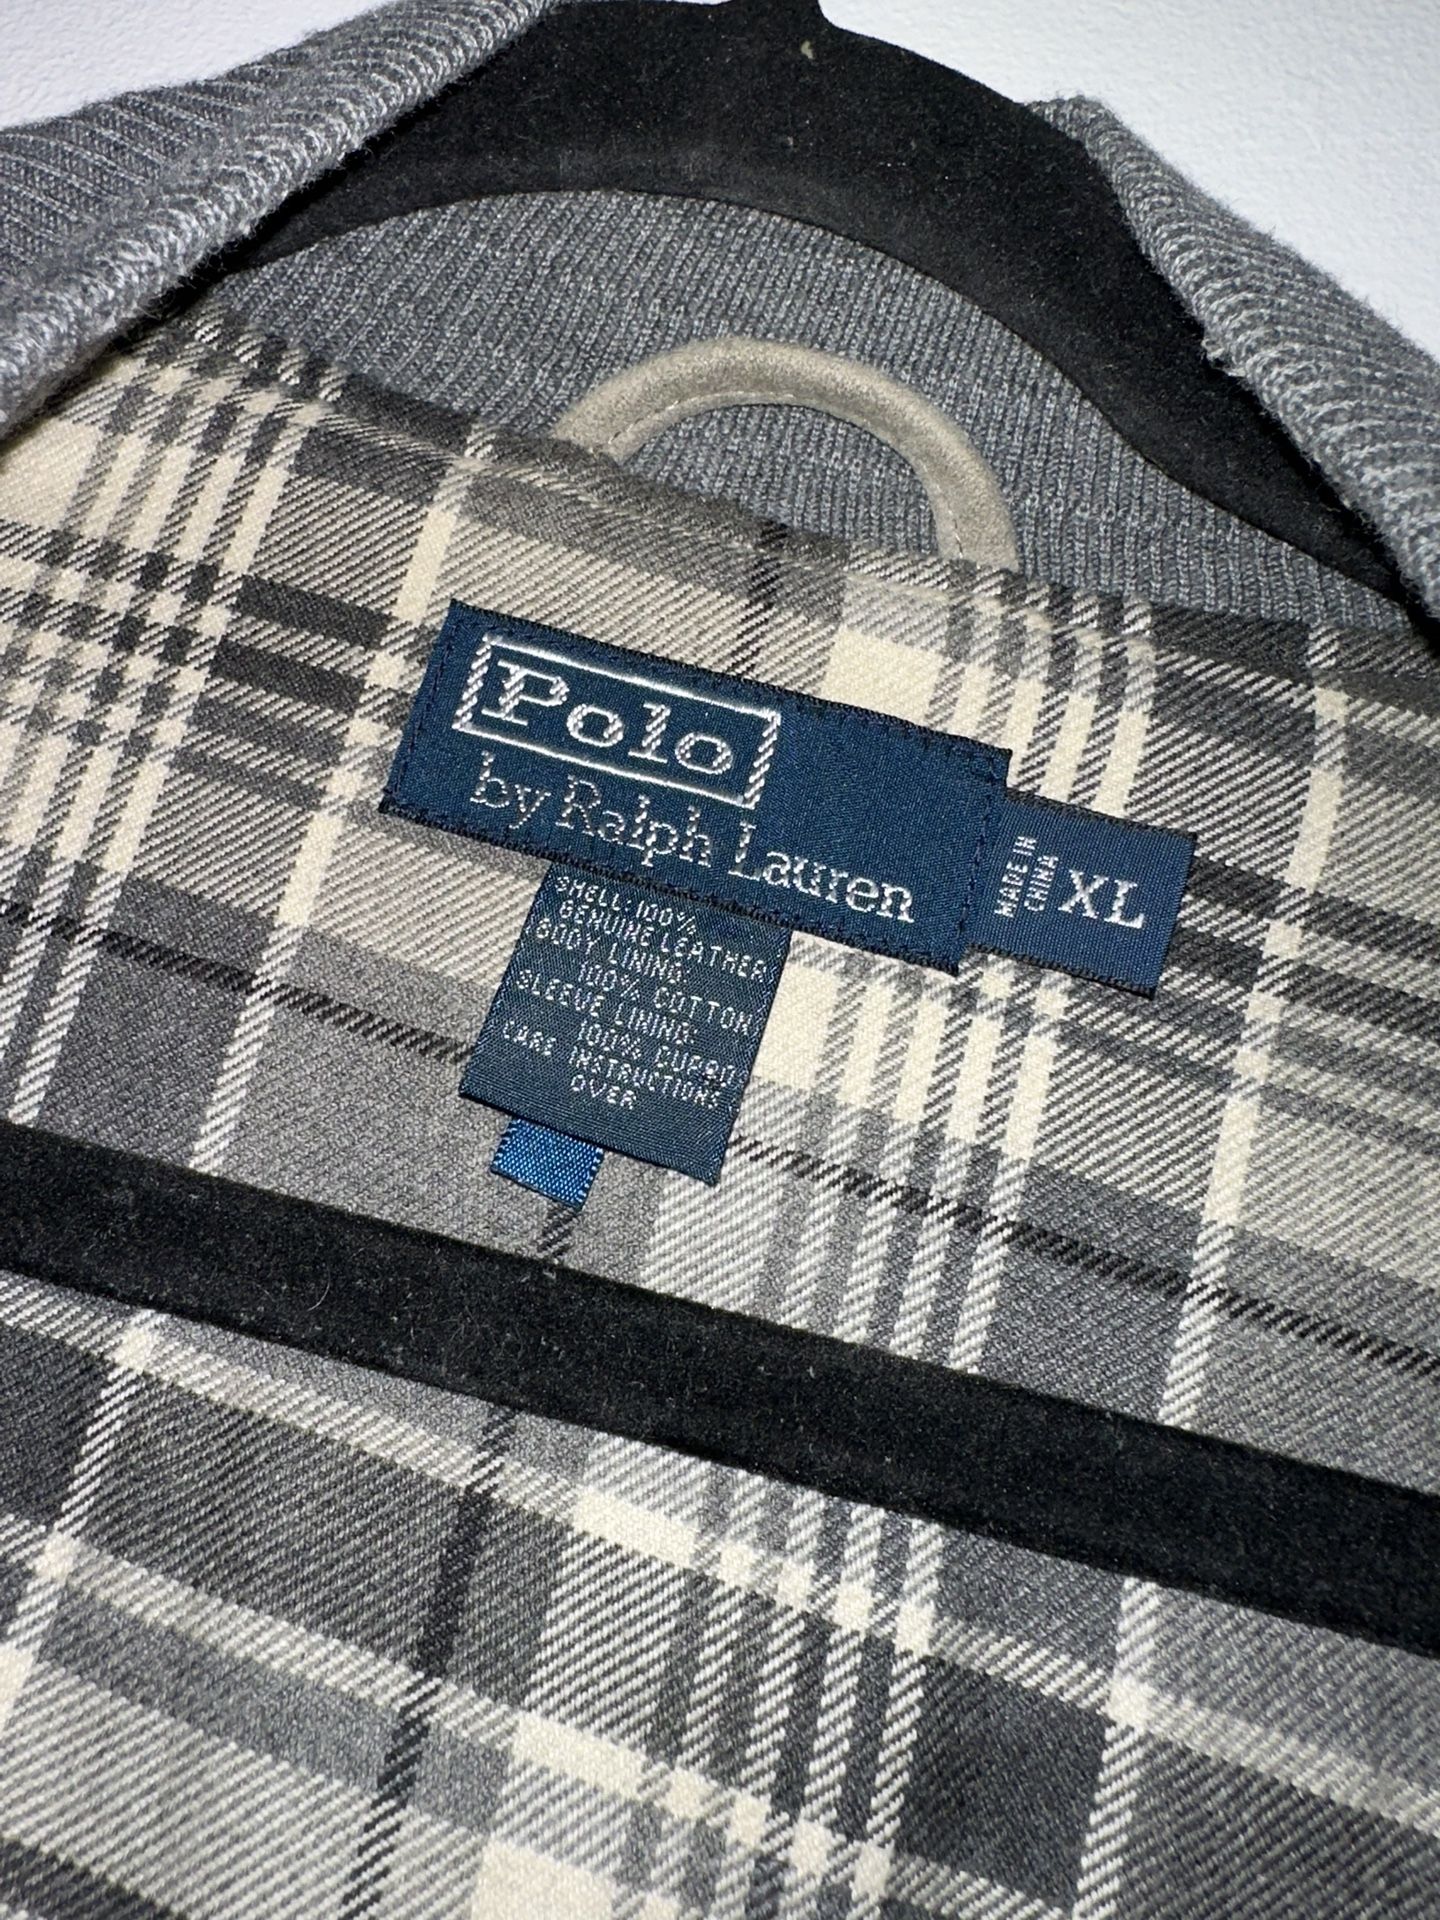 Polo
by Ralph Lauren
MADE IN
CHINA
XL
SHELL: 100%
GENUINE LEATHER
BODY LINING:
100% COTTON
SLEEVE LINING:
100% CUPRO
CARE INSTRUCTIONS
OVER